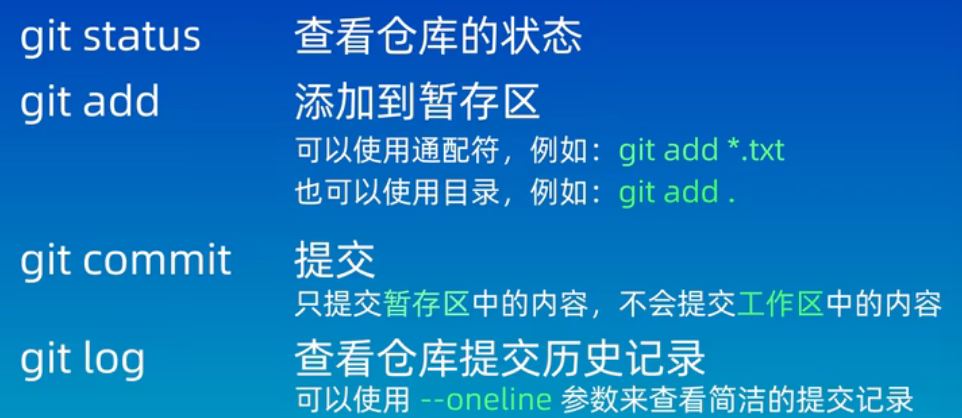 git status 查看仓库的状态
git add 添加到暂存区
可以使用通配符，例如：git add *.txt
也可以使用目录，例如：git add .
git commit 提交
只提交暂存区中的内容，不会提交工作区中的内容
git log 查看仓库提交历史记录
可以使用 --oneline 参数来查看简洁的提交记录